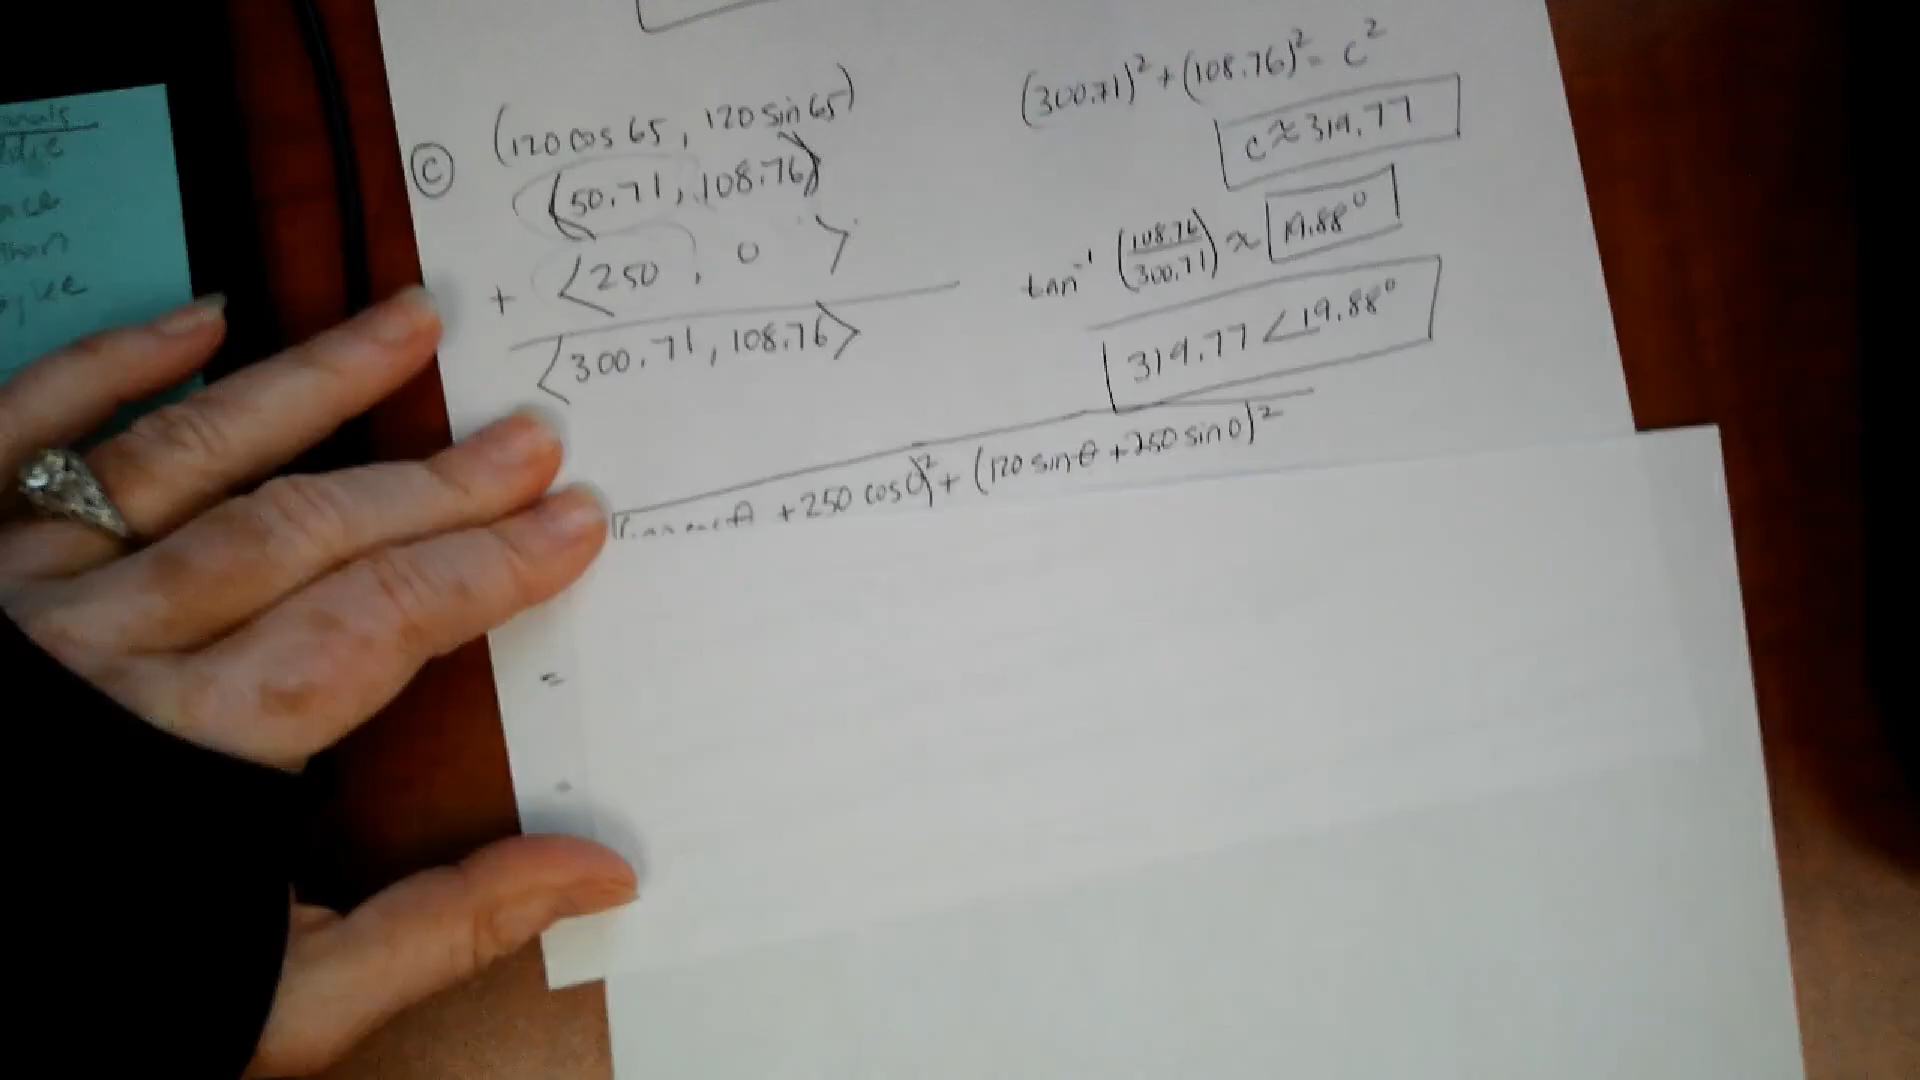 (120 cos 65, 120 sin 65)
Ⓒ
(50.71, 108.76)
+ <250, 0>
<300.71, 108.76>
(300.71)² + (108.76)² = c²
c ≈ 319.77
tan⁻¹ (108.76/300.71) ≈ 19.88°
319.77 ∠19.88°
+ 250 cos 0)² + (120 sin θ + 250 sin 0)²
=
=